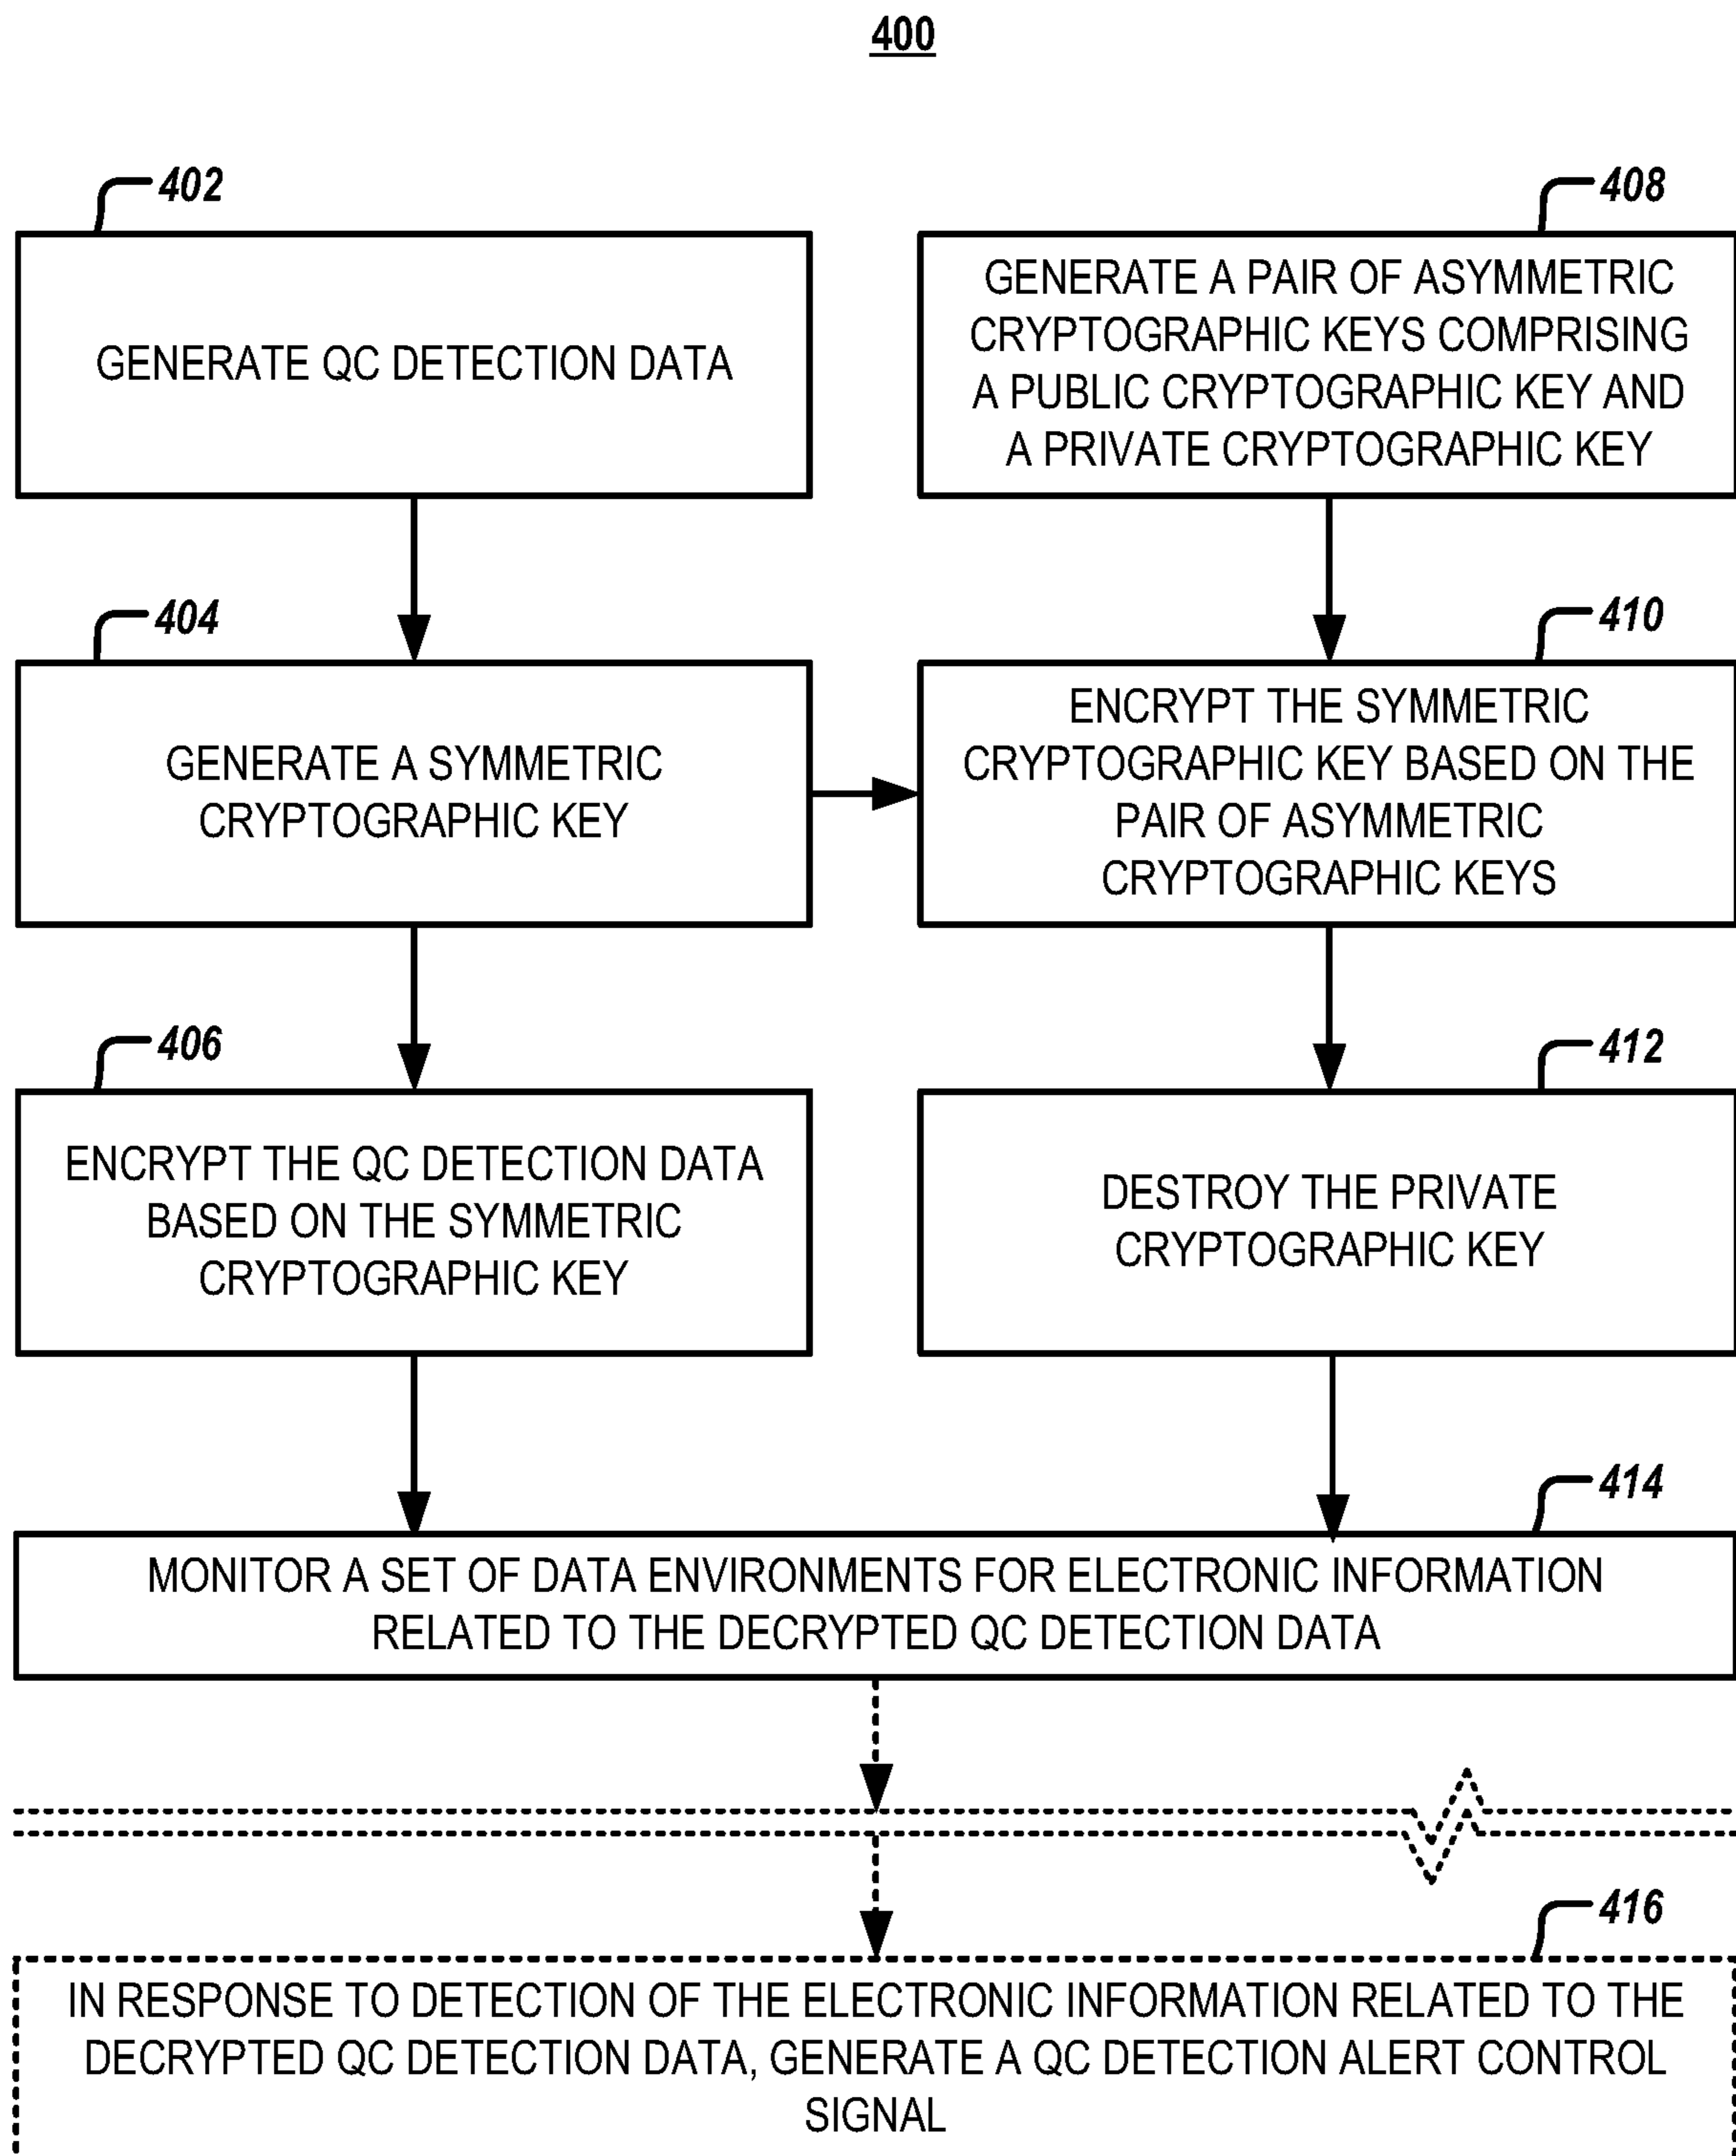 400
402
GENERATE QC DETECTION DATA
408
GENERATE A PAIR OF ASYMMETRIC
CRYPTOGRAPHIC KEYS COMPRISING
A PUBLIC CRYPTOGRAPHIC KEY AND
A PRIVATE CRYPTOGRAPHIC KEY
404
GENERATE A SYMMETRIC
CRYPTOGRAPHIC KEY
410
ENCRYPT THE SYMMETRIC
CRYPTOGRAPHIC KEY BASED ON THE
PAIR OF ASYMMETRIC
CRYPTOGRAPHIC KEYS
406
ENCRYPT THE QC DETECTION DATA
BASED ON THE SYMMETRIC
CRYPTOGRAPHIC KEY
412
DESTROY THE PRIVATE
CRYPTOGRAPHIC KEY
414
MONITOR A SET OF DATA ENVIRONMENTS FOR ELECTRONIC INFORMATION
RELATED TO THE DECRYPTED QC DETECTION DATA
416
IN RESPONSE TO DETECTION OF THE ELECTRONIC INFORMATION RELATED TO THE
DECRYPTED QC DETECTION DATA, GENERATE A QC DETECTION ALERT CONTROL
SIGNAL